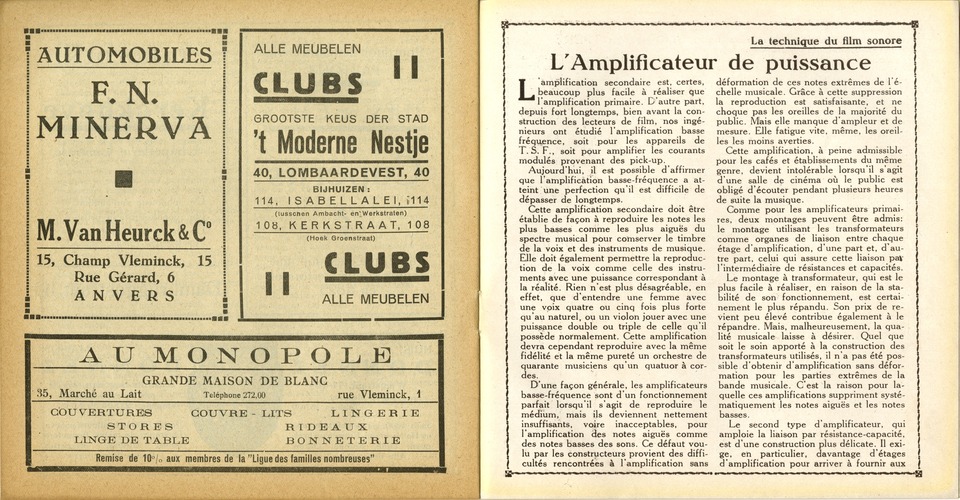 AUTOMOBILES
F. N.
MINERVA
M. Van Heurck & Cº
15, Champ Vleminck, 15
Rue Gérard, 6
ANVERS
ALLE MEUBELEN
CLUBS
GROOTSTE KEUS DER STAD
't Moderne Nestje
40, LOMBAARDEVEST, 40
BIJHUIZEN :
114, ISABELLALEI, 114
(tusschen Ambacht- en Werkstraten)
108, KERKSTRAAT, 108
(Hoek Groenstraat)
CLUBS
ALLE MEUBELEN
AU MONOPOLE
GRANDE MAISON DE BLANC
35, Marché au Lait Téléphone 272,00 rue Vleminck, 1
COUVERTURES COUVRE - LITS LINGERIE
STORES RIDEAUX
LINGE DE TABLE BONNETERIE
Remise de 10% aux membres de la "Ligue des familles nombreuses"
La technique du film sonore
L'Amplificateur de puissance
L'amplification secondaire est, certes,
beaucoup plus facile à réaliser que
l'amplification primaire. D'autre part,
depuis fort longtemps, bien avant la con-
struction des lecteurs de film, nos ingé-
nieurs ont étudié l'amplification basse
fréquence, soit pour les appareils de
T. S. F., soit pour amplifier les courants
modulés provenant des pick-up.
Aujourd'hui, il est possible d'affirmer
que l'amplification basse-fréquence a at-
teint une perfection qu'il est difficile de
dépasser de longtemps.
Cette amplification secondaire doit être
établie de façon à reproduire les notes les
plus basses comme les plus aiguës du
spectre musical pour conserver le timbre
de la voix et des instruments de musique.
Elle doit également permettre la reproduc-
tion de la voix comme celle des instru-
ments avec une puissance correspondant à
la réalité. Rien n'est plus désagréable, en
effet, que d'entendre une femme avec
une voix quatre ou cinq fois plus forte
qu'au naturel, ou un violon jouer avec une
puissance double ou triple de celle qu'il
possède normalement. Cette amplification
devra cependant reproduire avec la même
fidélité et la même pureté un orchestre de
quarante musiciens qu'un quatuor à cor-
des.
D'une façon générale, les amplificateurs
basse-fréquence sont d'un fonctionnement
parfait lorsqu'il s'agit de reproduire le
médium, mais ils deviennent nettement
insuffisants, voire inacceptables, pour
l'amplification des notes aiguës comme
des notes basses des sons. Ce défaut vou-
lu par les constructeurs provient des diffi-
cultés rencontrées à l'amplification sans
déformation de ces notes extrêmes de l'é-
chelle musicale. Grâce à cette suppression
la reproduction est satisfaisante, et ne
choque pas les oreilles de la majorité du
public. Mais elle manque d'ampleur et de
mesure. Elle fatigue vite, même, les oreil-
les les moins averties.
Cette amplification, à peine admissible
pour les cafés et établissements du même
genre, devient intolérable lorsqu'il s'agit
d'une salle de cinéma où le public est
obligé d'écouter pendant plusieurs heures
de suite la musique.
Comme pour les amplificateurs primai-
res, deux montages peuvent être admis:
le montage utilisant les transformateurs
comme organes de liaison entre chaque
étage d'amplification, d'une part et, d'au-
tre part, celui qui assure cette liaison par
l'intermédiaire de résistances et capacités.
Le montage à transformateur, qui est le
plus facile à réaliser, en raison de la sta-
bilité de son fonctionnement, est certai-
nement le plus répandu. Son prix de re-
vient peu élevé contribue également à le
répandre. Mais, malheureusement, la qua-
lité musicale laisse à désirer. Quel que
soit le soin apporté à la construction des
transformateurs utilisés, il n'a pas été pos-
sible d'obtenir d'amplification sans défor-
mation pour les parties extrêmes de la
bande musicale. C'est la raison pour la-
quelle ces amplifications suppriment systé-
matiquement les notes aiguës et les notes
basses.
Le second type d'amplificateur, qui
amploie la liaison par résistance-capacité,
est d'une construction plus délicate. Il exi-
ge, en particulier, davantage d'étages
d'amplification pour arriver à fournir aux